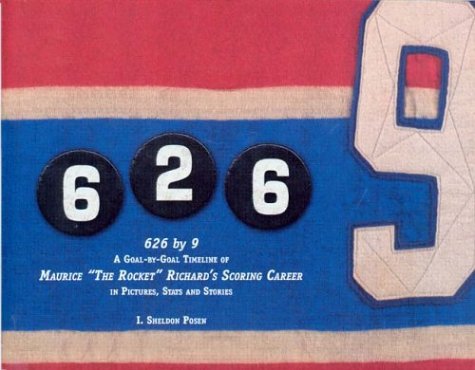 9
6 2 6
626 by 9
A Goal-by-Goal Timeline of
Maurice "The Rocket" Richard's Scoring Career
in Pictures, Stats and Stories
I. Sheldon Posen